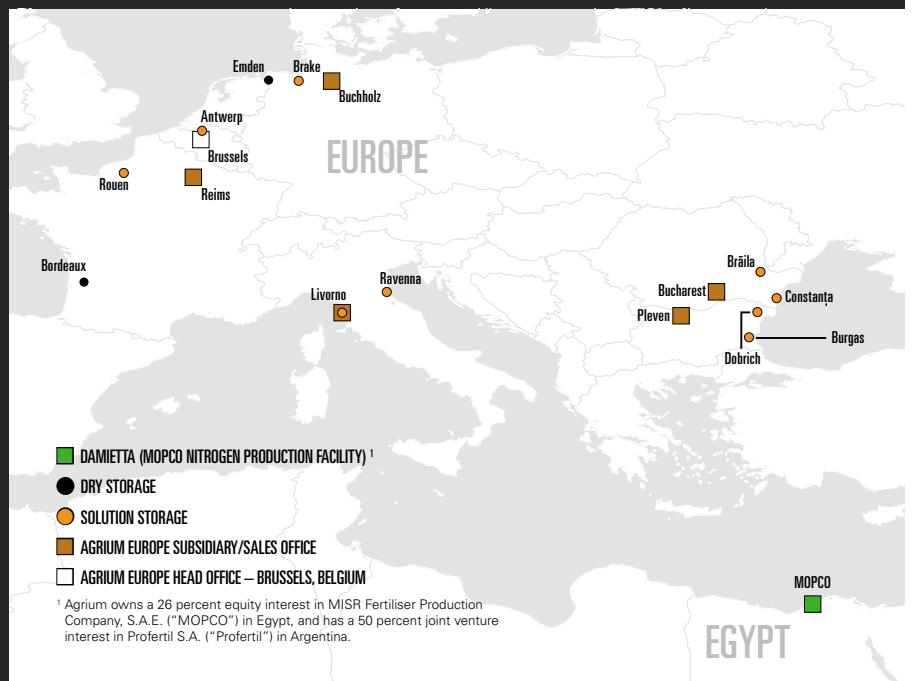 Emden
Brake
Buchholz
Antwerp
Brussels
EUROPE
Rouen
Reims
Bordeaux
Livorno
Ravenna
Brăila
Bucharest
Constanța
Pleven
Burgas
Dobrich
DAMIETTA (MOPCO NITROGEN PRODUCTION FACILITY) ¹
DRY STORAGE
SOLUTION STORAGE
AGRIUM EUROPE SUBSIDIARY/SALES OFFICE
AGRIUM EUROPE HEAD OFFICE – BRUSSELS, BELGIUM
¹ Agrium owns a 26 percent equity interest in MISR Fertiliser Production
Company, S.A.E. (“MOPCO”) in Egypt, and has a 50 percent joint venture
interest in Profertil S.A. (“Profertil”) in Argentina.
MOPCO
EGYPT